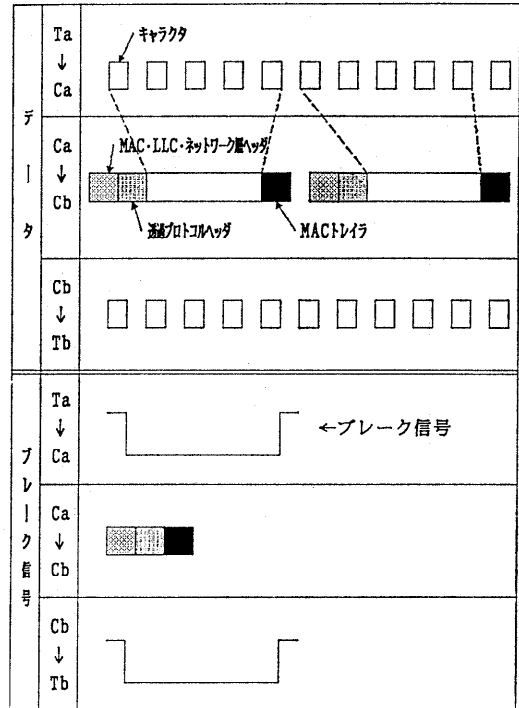 データ
Ta
↓
Ca
キャラクタ
Ca
↓
Cb
MAC・LLC・ネットワーク層ヘッダ
透過プロトコルヘッダ
MACトレイラ
Cb
↓
Tb
ブレーク信号
Ta
↓
Ca
←ブレーク信号
Ca
↓
Cb
Cb
↓
Tb